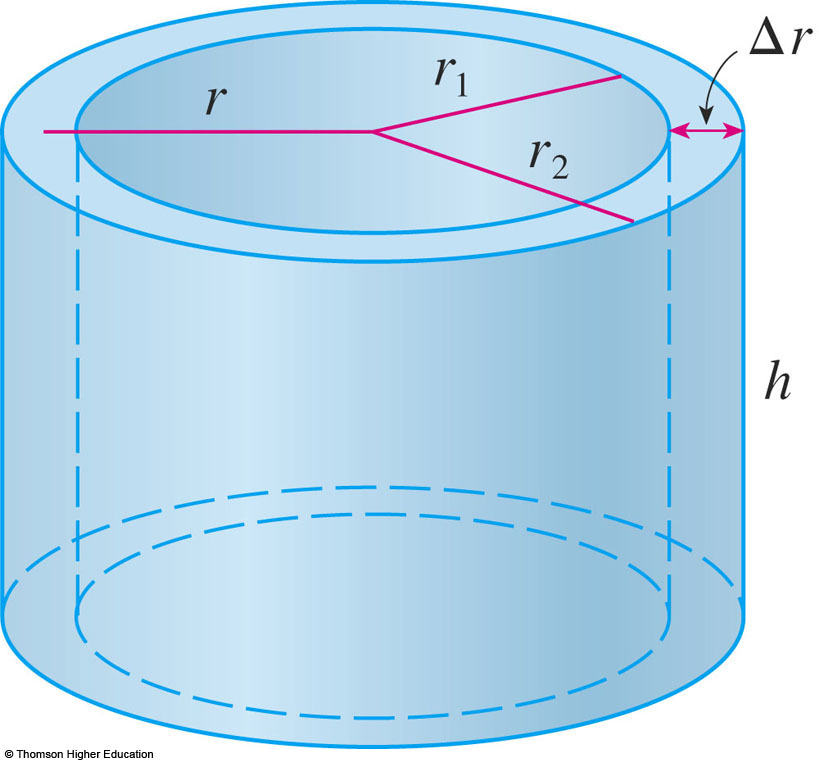 Δr
r₁
r
r₂
h
© Thomson Higher Education